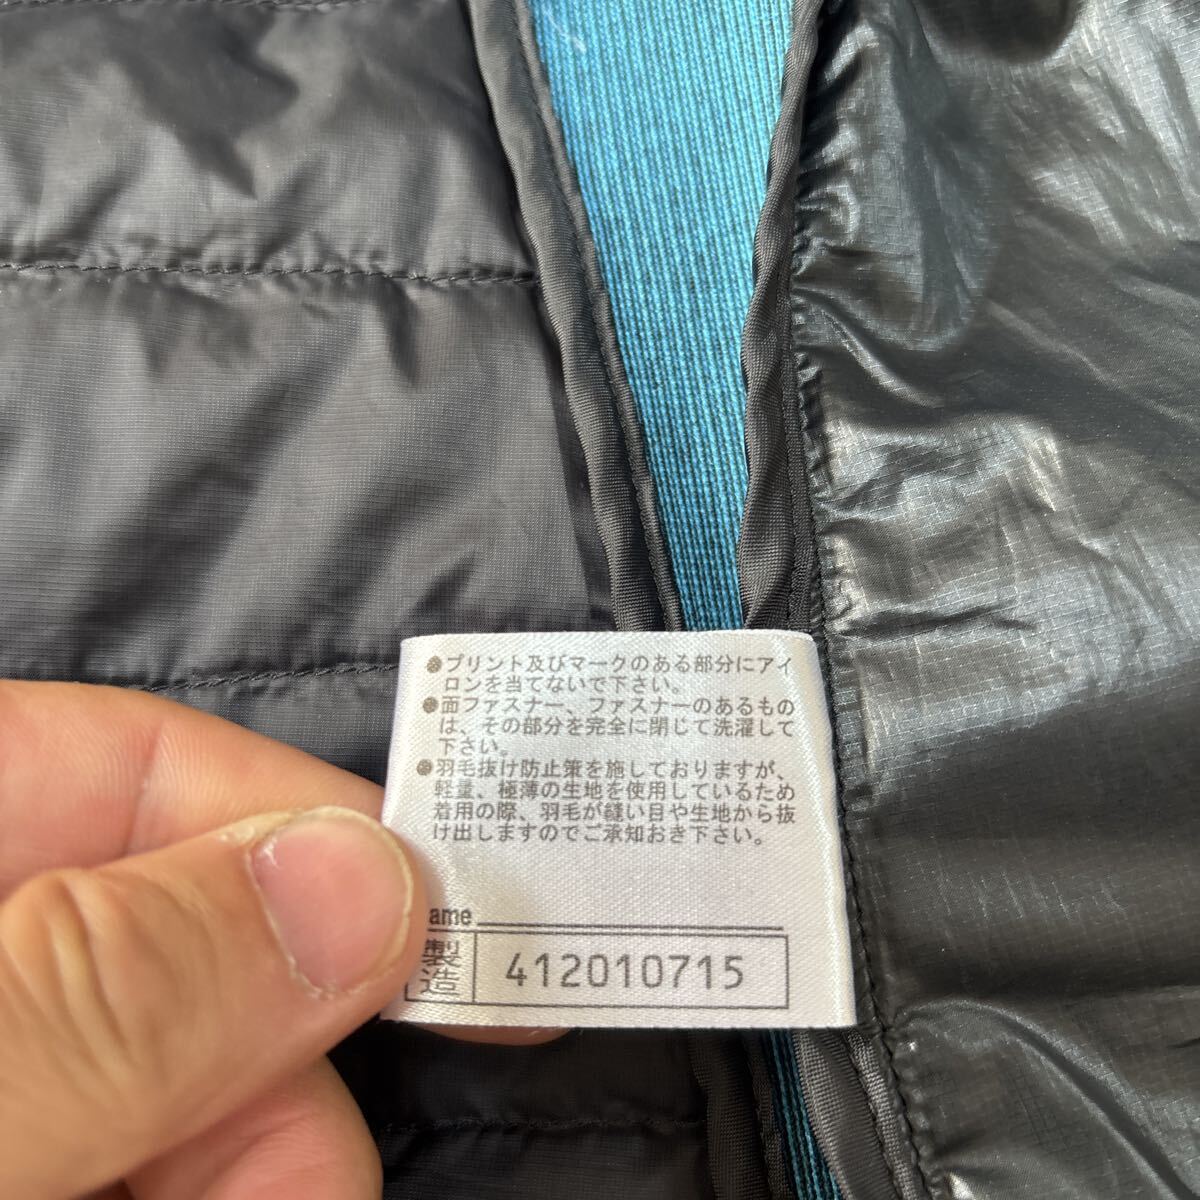 ●プリント及びマークのある部分にアイ
ロンを当てないで下さい。
●面ファスナー、ファスナーのあるもの
は、その部分を完全に閉じて洗濯して
下さい。
●羽毛抜け防止策を施しておりますが、
軽量、極薄の生地を使用しているため
着用の際、羽毛が縫い目や生地から抜
け出しますのでご承知おき下さい。
ame
製造 412010715